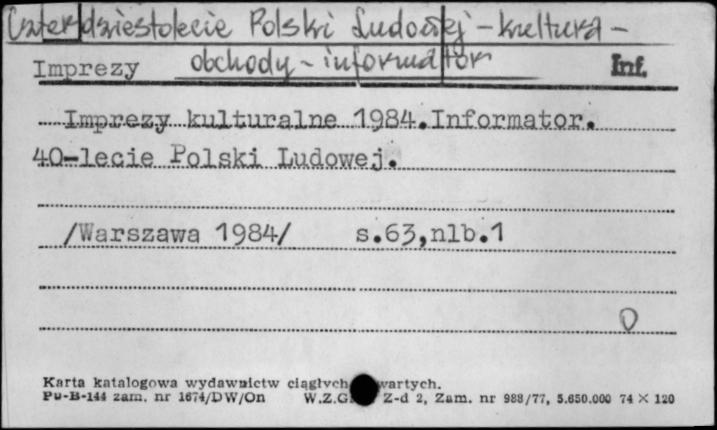 Czterdziestolecie Polski Ludowej - kultura -
obchody - informator
Imprezy Inf.
Imprezy kulturalne 1984.Informator.
40-lecie Polski Ludowej.
/Warszawa 1984/ s.63,nlb.1
0
Karta katalogowa wydawnictw ciągłych wartych.
Pu-B-144 zam. nr 1674/DW/On W.Z.G. Z-d 2, Zam. nr 988/77, 5.650.000 74 × 120